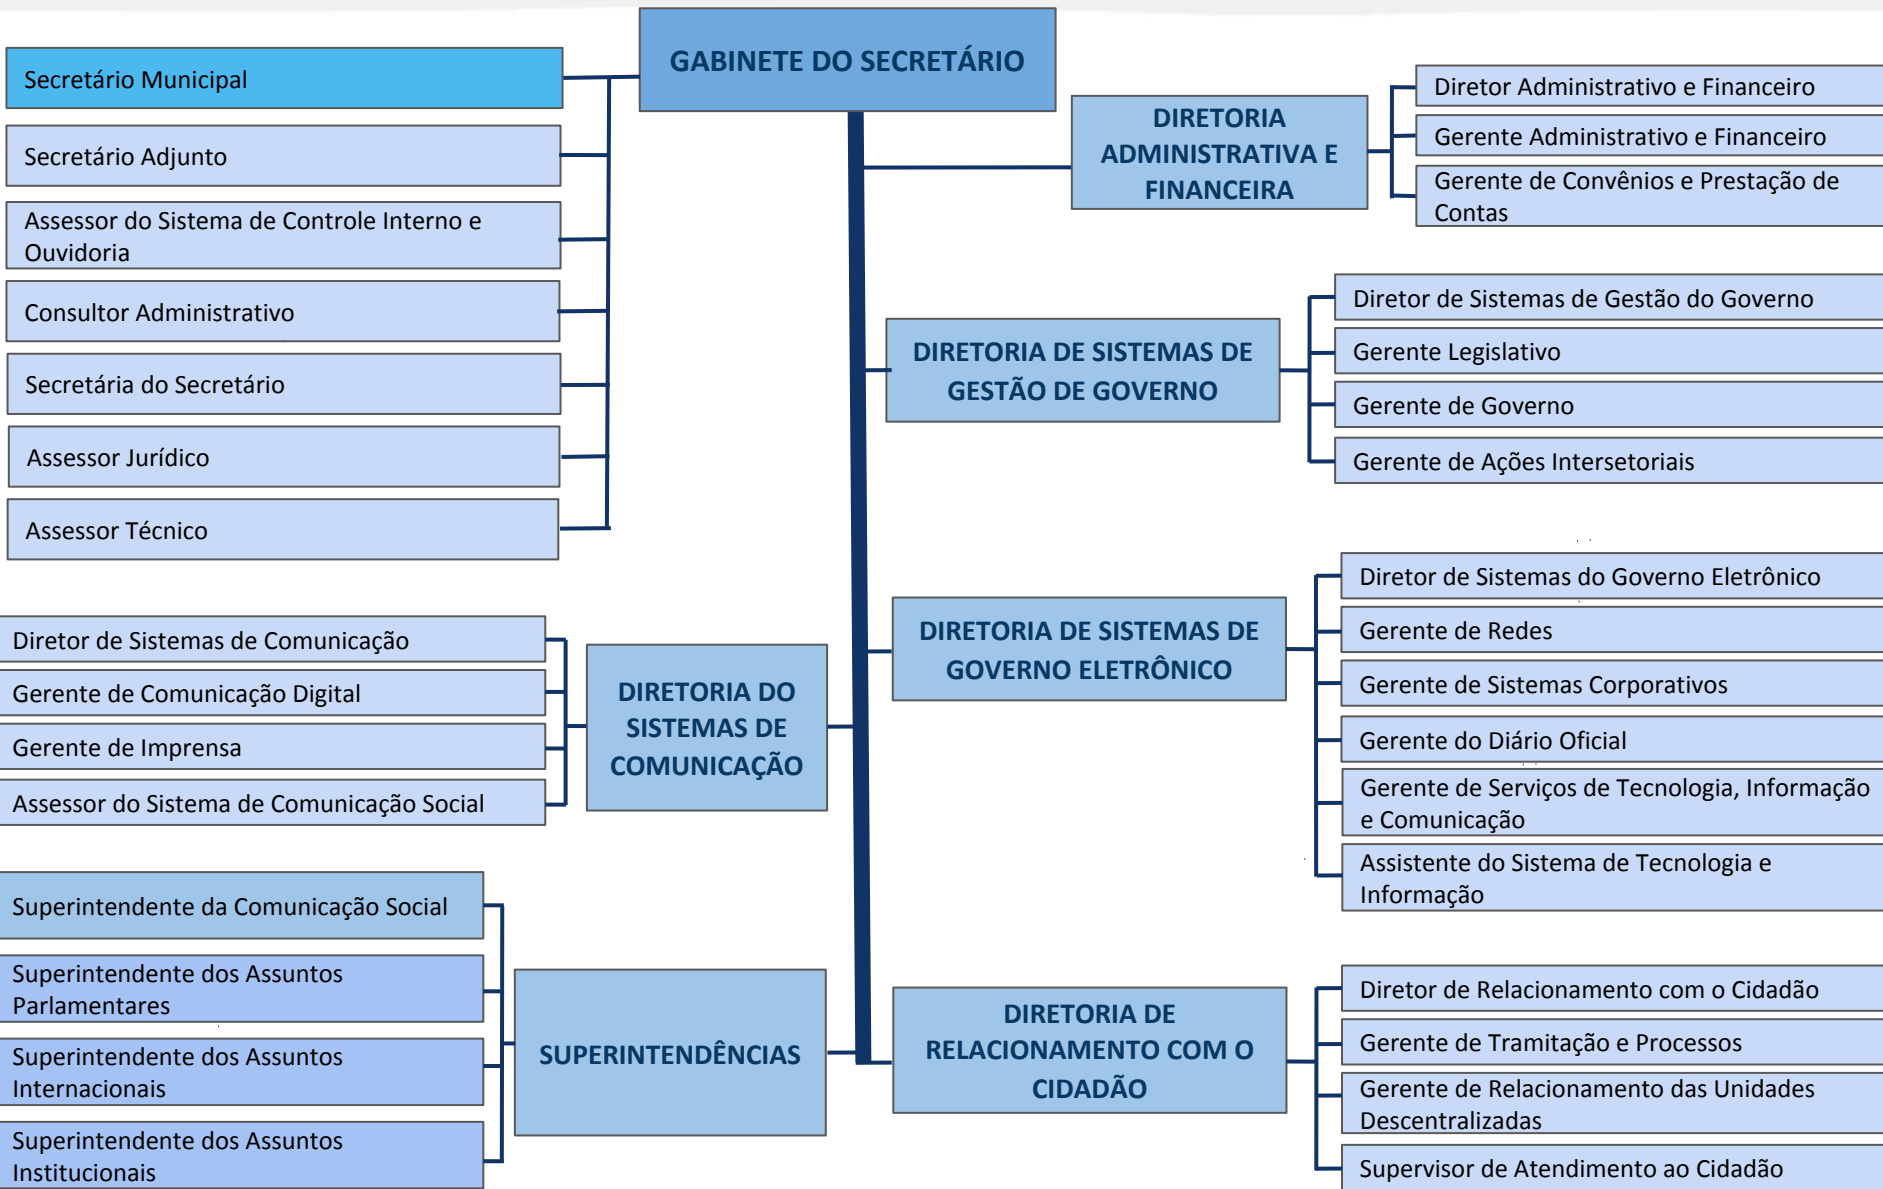 GABINETE DO SECRETÁRIO
Secretário Municipal
Secretário Adjunto
Assessor do Sistema de Controle Interno e
Ouvidoria
Consultor Administrativo
Secretária do Secretário
Assessor Jurídico
Assessor Técnico
DIRETORIA
ADMINISTRATIVA E
FINANCEIRA
Diretor Administrativo e Financeiro
Gerente Administrativo e Financeiro
Gerente de Convênios e Prestação de
Contas
DIRETORIA DE SISTEMAS DE
GESTÃO DE GOVERNO
Diretor de Sistemas de Gestão do Governo
Gerente Legislativo
Gerente de Governo
Gerente de Ações Intersetoriais
DIRETORIA DE SISTEMAS DE
GOVERNO ELETRÔNICO
Diretor de Sistemas do Governo Eletrônico
Gerente de Redes
Gerente de Sistemas Corporativos
Gerente do Diário Oficial
Gerente de Serviços de Tecnologia, Informação
e Comunicação
Assistente do Sistema de Tecnologia e
Informação
Diretor de Sistemas de Comunicação
Gerente de Comunicação Digital
Gerente de Imprensa
Assessor do Sistema de Comunicação Social
DIRETORIA DO
SISTEMAS DE
COMUNICAÇÃO
Superintendente da Comunicação Social
Superintendente dos Assuntos
Parlamentares
Superintendente dos Assuntos
Internacionais
Superintendente dos Assuntos
Institucionais
SUPERINTENDÊNCIAS
DIRETORIA DE
RELACIONAMENTO COM O
CIDADÃO
Diretor de Relacionamento com o Cidadão
Gerente de Tramitação e Processos
Gerente de Relacionamento das Unidades
Descentralizadas
Supervisor de Atendimento ao Cidadão